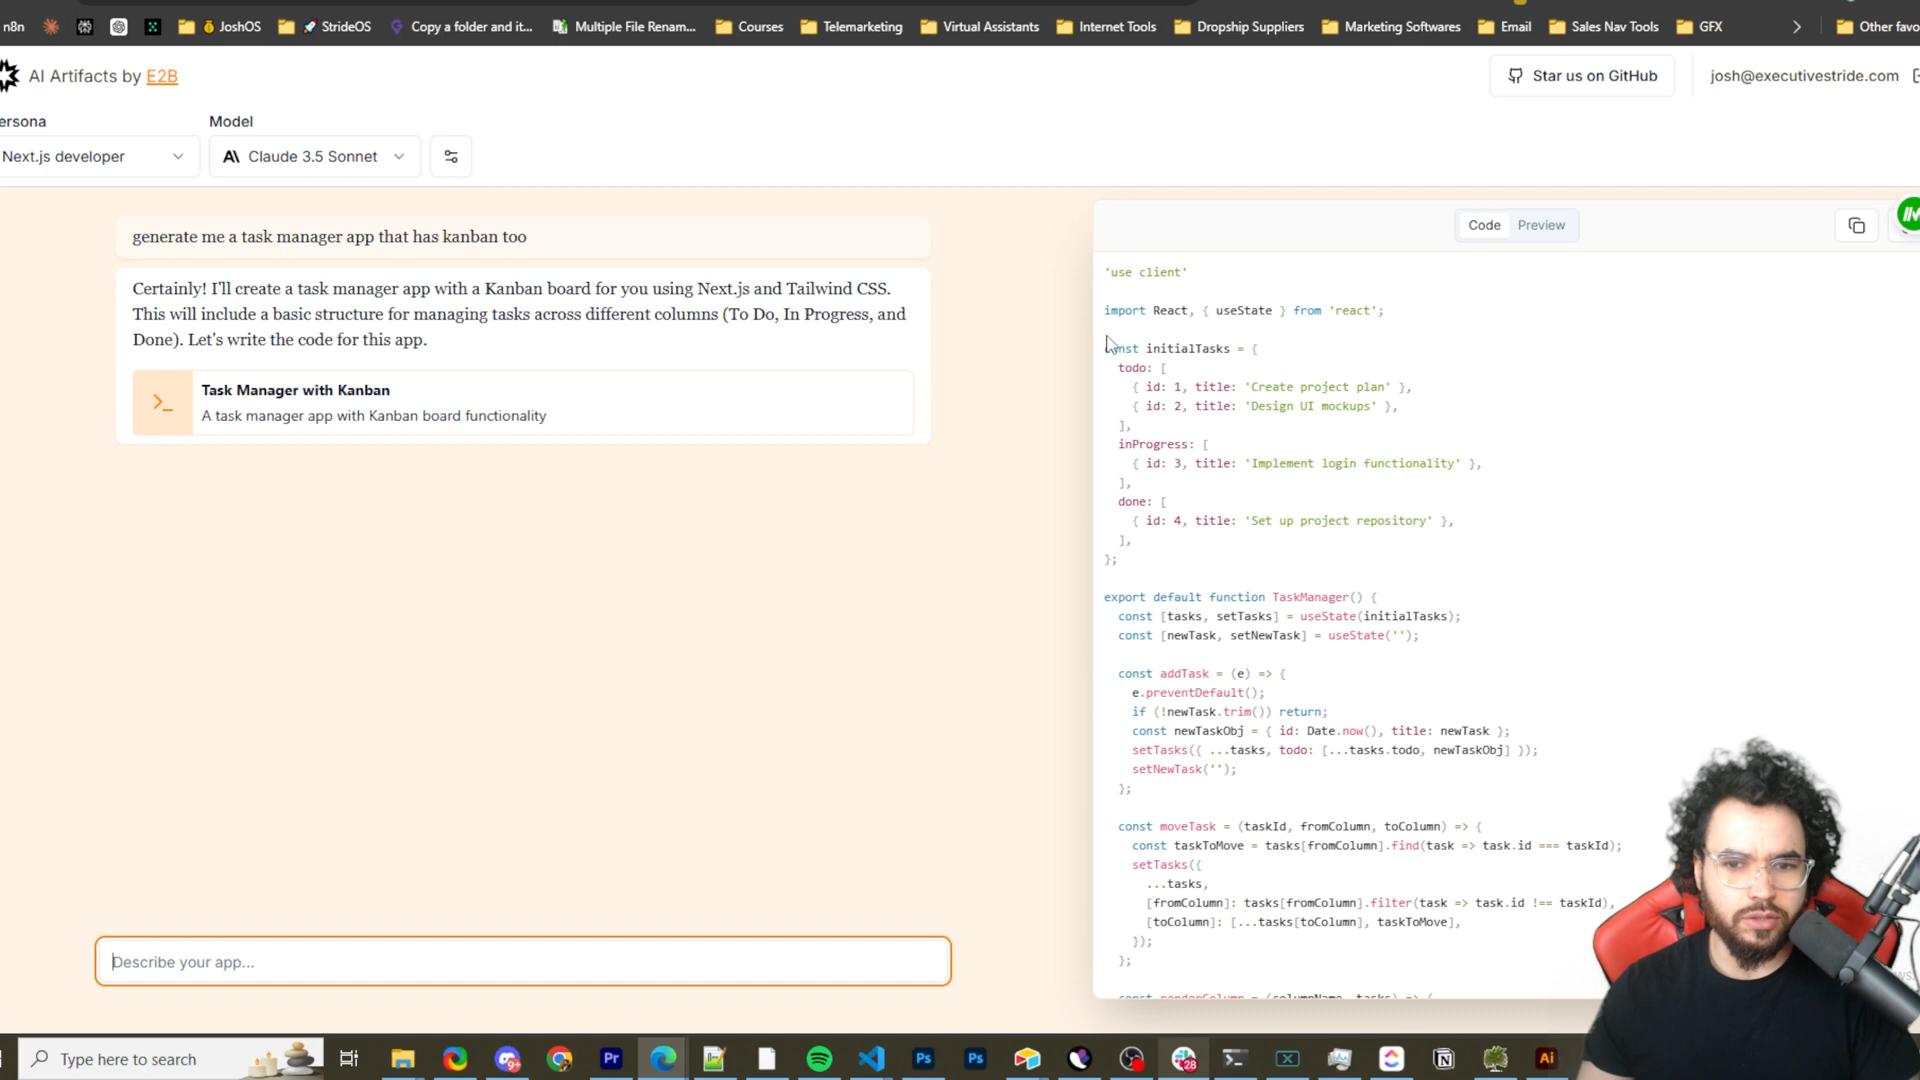 n8n
JoshOS
StrideOS
Copy a folder and it...
Multiple File Renam...
Courses
Telemarketing
Virtual Assistants
Internet Tools
Dropship Suppliers
Marketing Softwares
Email
Sales Nav Tools
GFX
Other favo
AI Artifacts by E2B
Star us on GitHub
josh@executivestride.com
ersona
Model
Next.js developer
Claude 3.5 Sonnet
generate me a task manager app that has kanban too
Certainly! I'll create a task manager app with a Kanban board for you using Next.js and Tailwind CSS.
This will include a basic structure for managing tasks across different columns (To Do, In Progress, and
Done). Let's write the code for this app.
Task Manager with Kanban
A task manager app with Kanban board functionality
Describe your app...
Code
Preview
'use client'
import React, { useState } from 'react';
const initialTasks = {
todo: [
{ id: 1, title: 'Create project plan' },
{ id: 2, title: 'Design UI mockups' },
],
inProgress: [
{ id: 3, title: 'Implement login functionality' },
],
done: [
{ id: 4, title: 'Set up project repository' },
],
};
export default function TaskManager() {
const [tasks, setTasks] = useState(initialTasks);
const [newTask, setNewTask] = useState('');
const addTask = (e) => {
e.preventDefault();
if (!newTask.trim()) return;
const newTaskObj = { id: Date.now(), title: newTask };
setTasks({ ...tasks, todo: [...tasks.todo, newTaskObj] });
setNewTask('');
};
const moveTask = (taskId, fromColumn, toColumn) => {
const taskToMove = tasks[fromColumn].find(task => task.id === taskId);
setTasks({
...tasks,
[fromColumn]: tasks[fromColumn].filter(task => task.id !== taskId),
[toColumn]: [...tasks[toColumn], taskToMove],
});
};
const renderColumn = (columnName, tasks) => (
Type here to search
9+
Pr
Ps
Ps
28
Ai